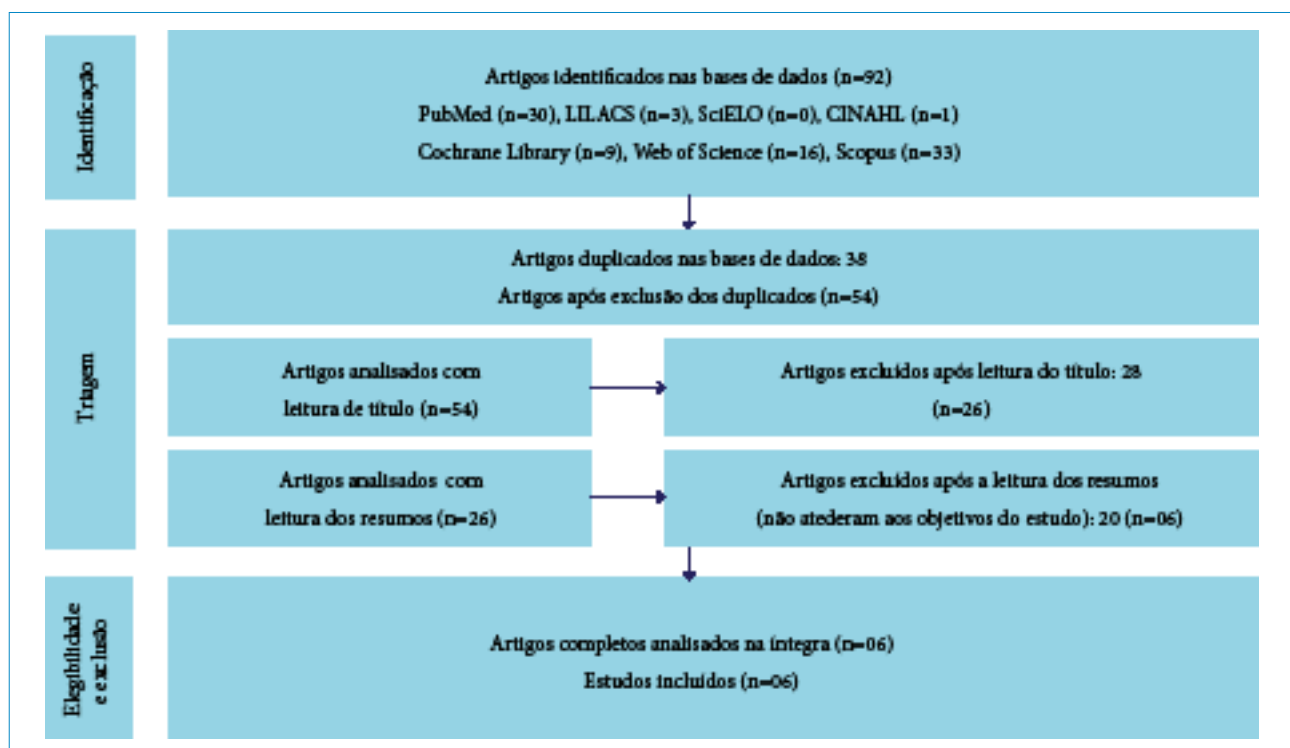 Identificação
Artigos identificados nas bases de dados (n=92)
PubMed (n=30), LILACS (n=3), SciELO (n=0), CINAHL (n=1)
Cochrane Library (n=9), Web of Science (n=16), Scopus (n=33)
Triagem
Artigos duplicados nas bases de dados: 38
Artigos após exclusão dos duplicados (n=54)
Artigos analisados com
leitura de título (n=54)
Artigos excluídos após leitura do título: 28
(n=26)
Artigos analisados com
leitura dos resumos (n=26)
Artigos excluídos após a leitura dos resumos
(não atederam aos objetivos do estudo): 20 (n=06)
Elegibilidade
e exclusão
Artigos completos analisados na íntegra (n=06)
Estudos incluídos (n=06)